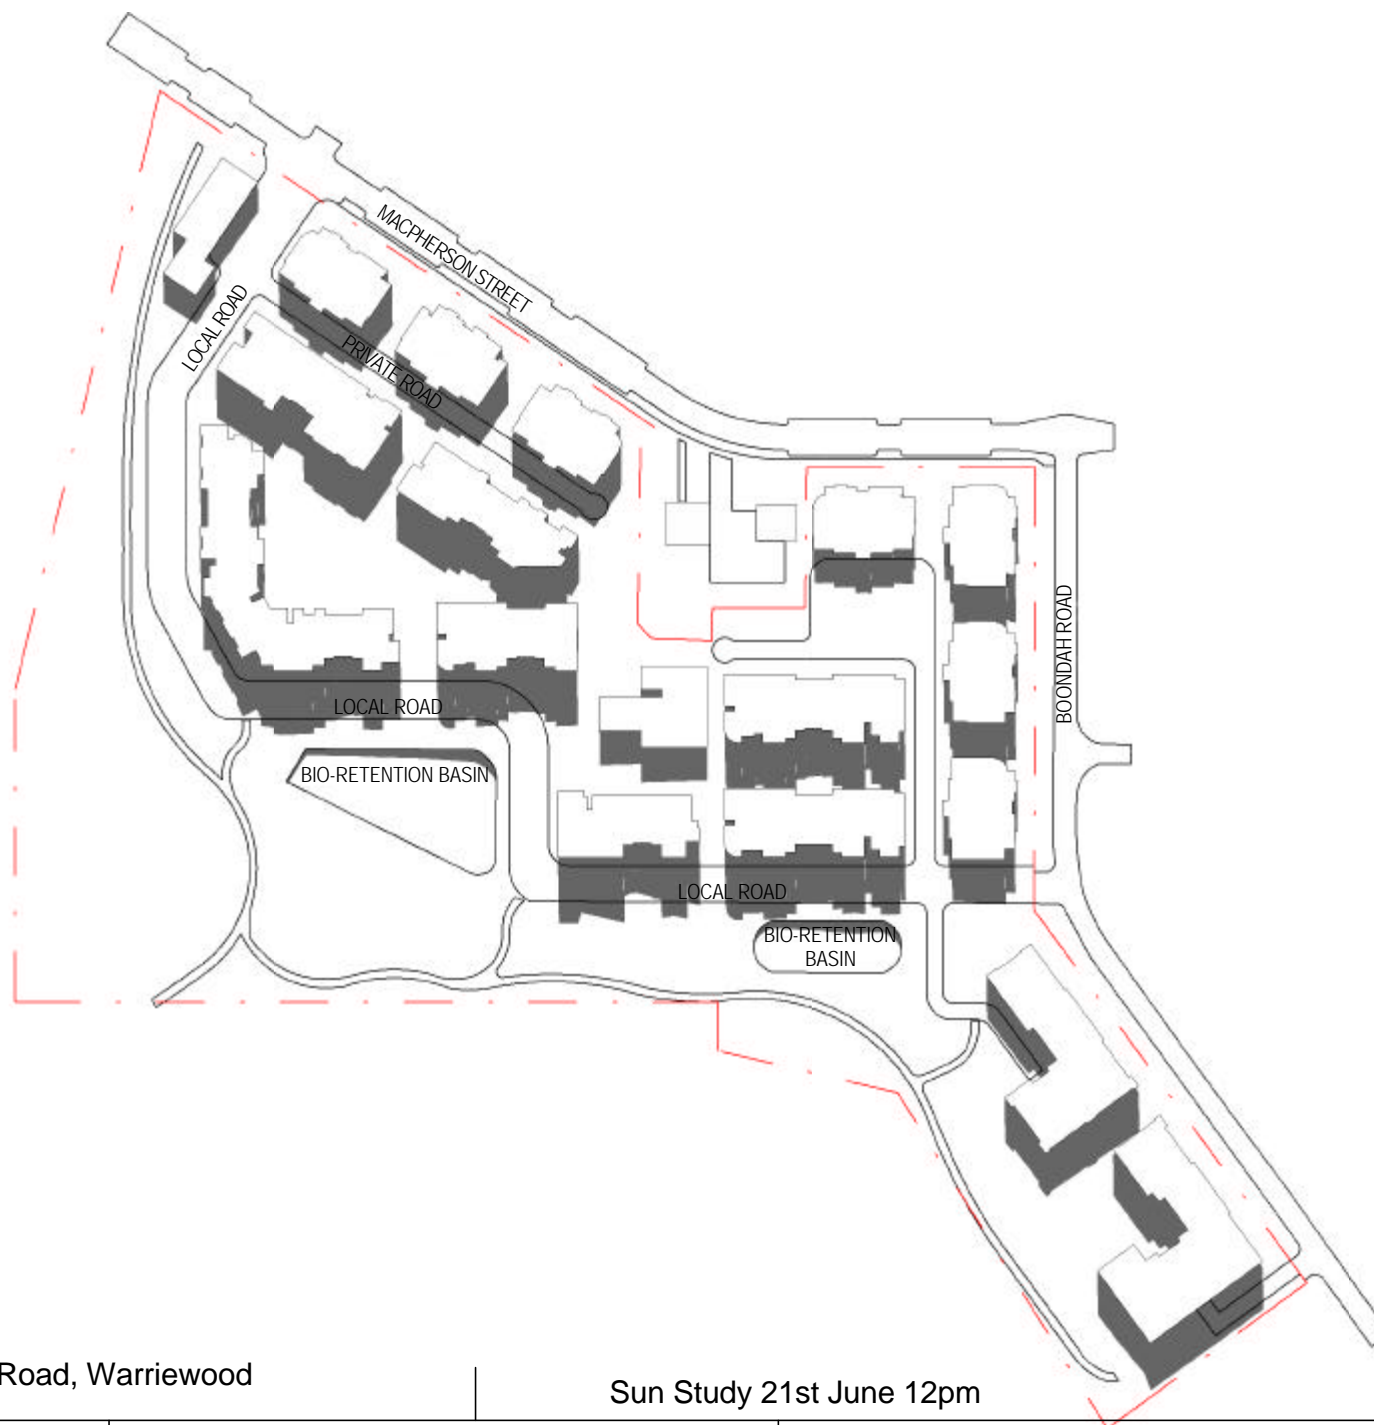 MACPHERSON STREET
LOCAL ROAD
PRIVATE ROAD
BOONDAH ROAD
LOCAL ROAD
BIO-RETENTION BASIN
LOCAL ROAD
BIO-RETENTION
BASIN
Road, Warriewood
Sun Study 21st June 12pm